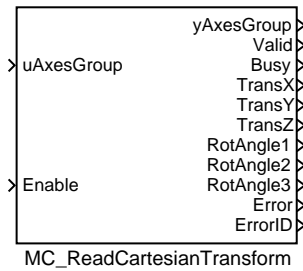 yAxesGroup
Valid
uAxesGroup
Busy
TransX
TransY
TransZ
RotAngle1
RotAngle2
Enable
RotAngle3
Error
ErrorID
MC_ReadCartesianTransform